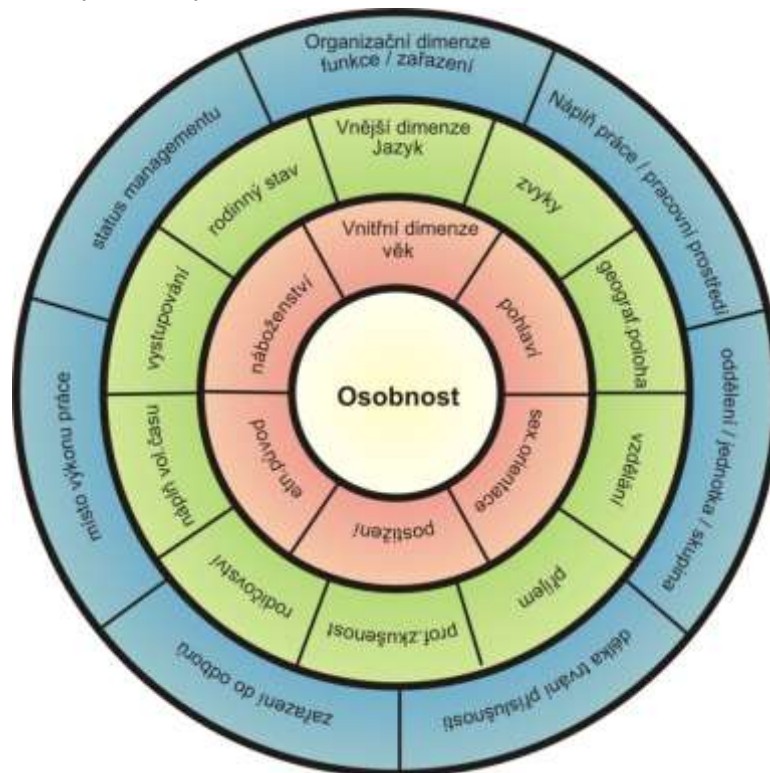 Organizační dimenze
funkce / zařazení
Náplň práce / pracovní prostředí
oddělení / jednotka / skupina
délka trvání příslušnosti
zařazení do odborů
místo výkonu práce
status managementu
Vnější dimenze
Jazyk
zvyky
geograf.poloha
vzdělání
příjem
prof.zkušenost
rodičovství
náplň vol času
vystupování
rodinný stav
Vnitřní dimenze
věk
pohlaví
sex.orientace
postižení
etn.původ
náboženství
Osobnost